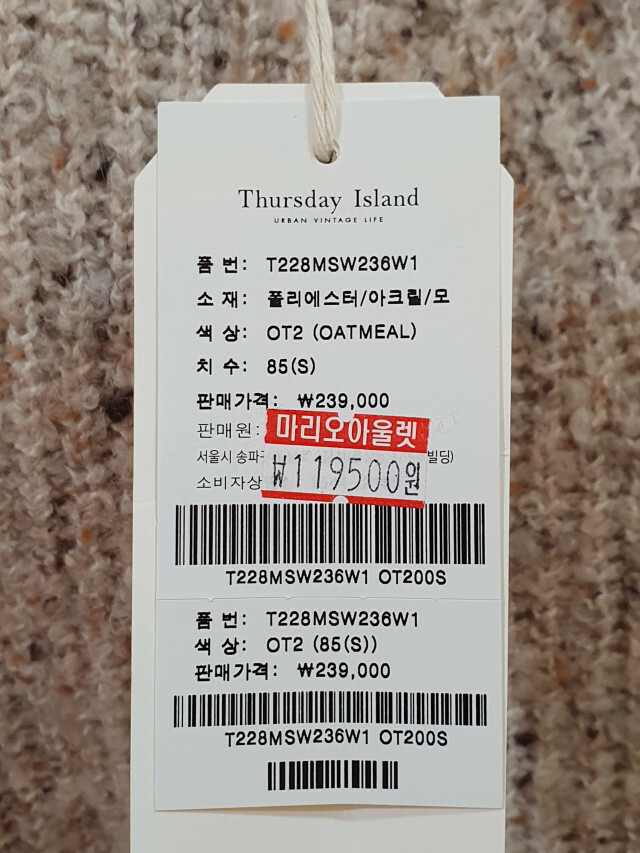 Thursday Island
URBAN VINTAGE LIFE
품 번: T228MSW236W1
소 재: 폴리에스터/아크릴/모
색 상: OT2 (OATMEAL)
치 수: 85(S)
판매가격: ₩239,000
판매원:
마리오아울렛
서울시 송파구 빌딩)
₩119500원
소비자상
T228MSW236W1 OT200S
품 번: T228MSW236W1
색 상: OT2 (85(S))
판매가격: ₩239,000
T228MSW236W1 OT200S